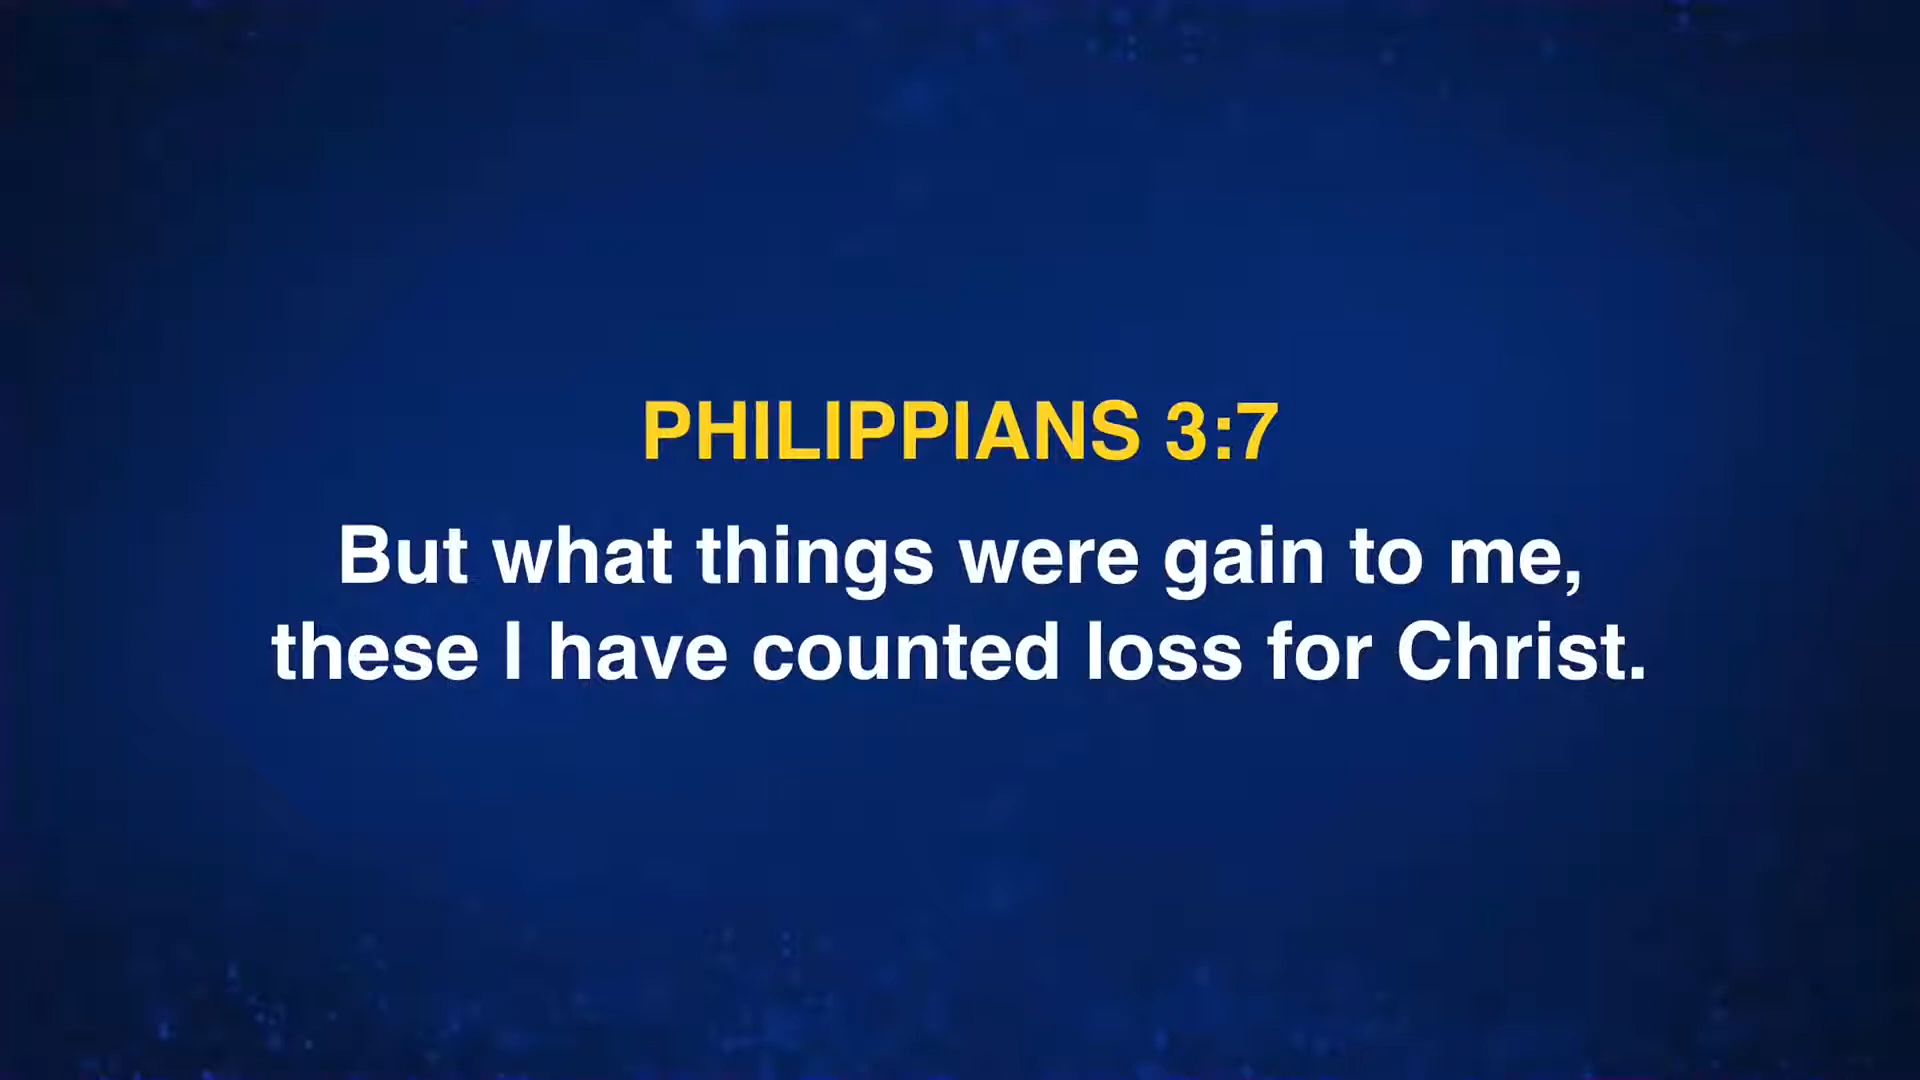 PHILIPPIANS 3:7
But what things were gain to me,
these I have counted loss for Christ.